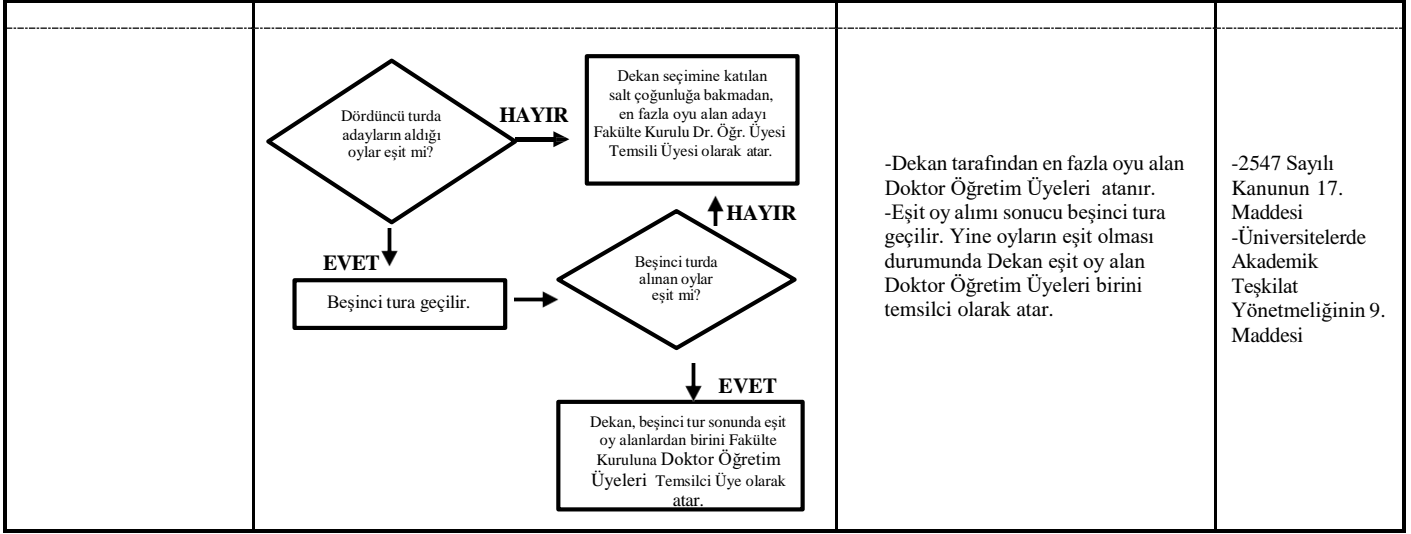 Dördüncü turda
adayların aldığı
oylar eşit mi?
HAYIR
Dekan seçimine katılan
salt çoğunluğa bakmadan,
en fazla oyu alan adayı
Fakülte Kurulu Dr. Öğr. Üyesi
Temsili Üyesi olarak atar.
EVET
Beşinci tura geçilir.
HAYIR
Beşinci turda
alınan oylar
eşit mi?
EVET
Dekan, beşinci tur sonunda eşit
oy alanlardan birini Fakülte
Kuruluna Doktor Öğretim
Üyeleri Temsilci Üye olarak
atar.
-Dekan tarafından en fazla oyu alan
Doktor Öğretim Üyeleri atanır.
-Eşit oy alımı sonucu beşinci tura
geçilir. Yine oyların eşit olması
durumunda Dekan eşit oy alan
Doktor Öğretim Üyeleri birini
temsilci olarak atar.
-2547 Sayılı
Kanunun 17.
Maddesi
-Üniversitelerde
Akademik
Teşkilat
Yönetmeliğinin 9.
Maddesi